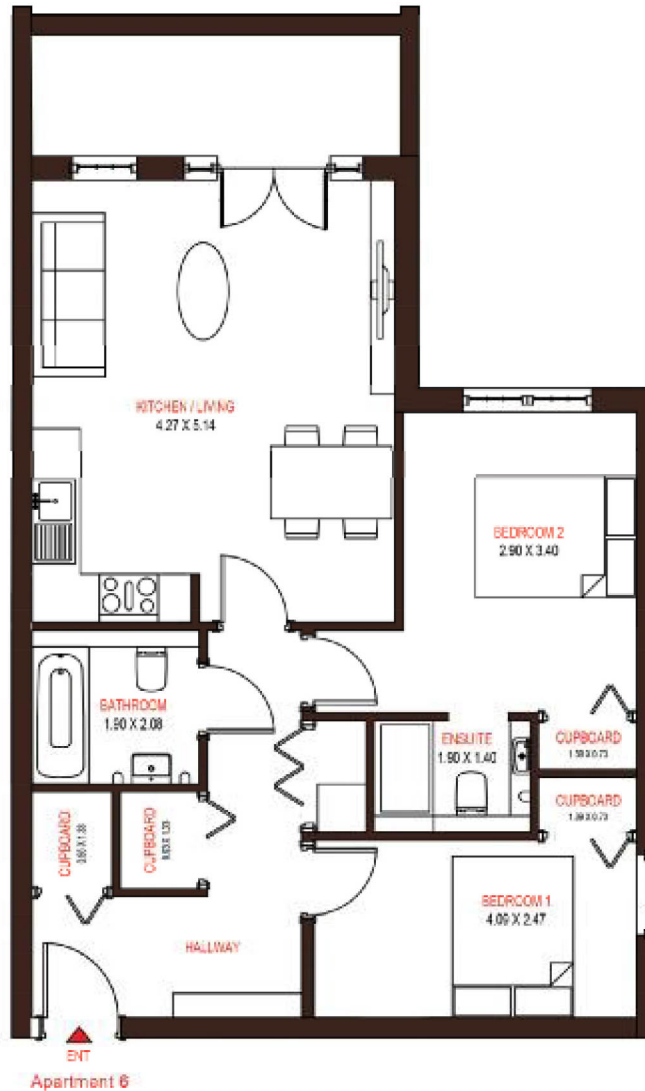 KITCHEN / LIVING
4.27 X 5.14
BEDROOM 2
2.90 X 3.40
BATHROOM
1.90 X 2.08
ENSUITE
1.90 X 1.40
CUPBOARD
CUPBOARD
CUPBOARD
CUPBOARD
BEDROOM 1
4.09 X 2.47
HALLWAY
ENT
Apartment 6